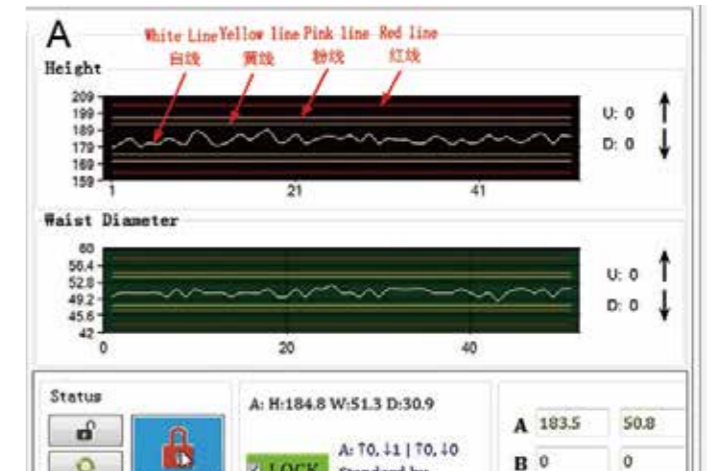 A
White Line Yellow line Pink line Red line
白线 黄线 粉线 红线
Height
209
199
189
179
169
159
1 21 41
U: 0
D: 0
Waist Diameter
60
56.4
52.8
49.2
45.6
42
0 20 40
U: 0
D: 0
Status
A: H:184.8 W:51.3 D:30.9
A: ↑0, ↓1 | ↑0, ↓0
LOCK
Standard by
A 183.5 50.8
B 0 0